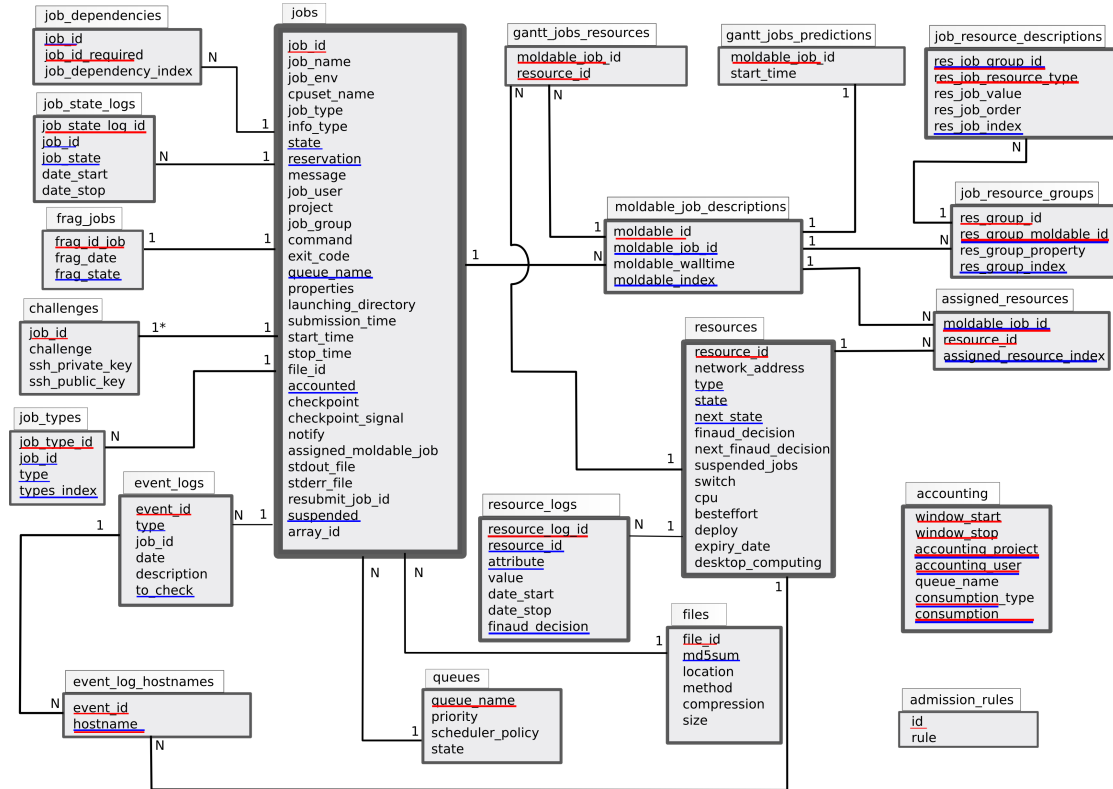 job_dependencies
job_id
job_id_required
job_dependency_index
N
1
job_state_logs
job_state_log_id
job_id
job_state
date_start
date_stop
N
1
frag_jobs
frag_id_job
frag_date
frag_state
1
1
challenges
job_id
challenge
ssh_private_key
ssh_public_key
1*
1
job_types
job_type_id
job_id
type
types_index
N
1
event_logs
event_id
type
job_id
date
description
to_check
N
1
1
event_log_hostnames
event_id
hostname
N
N
jobs
job_id
job_name
job_env
cpuset_name
job_type
info_type
state
reservation
message
job_user
project
job_group
command
exit_code
queue_name
properties
launching_directory
submission_time
start_time
stop_time
file_id
accounted
checkpoint
checkpoint_signal
notify
assigned_moldable_job
stdout_file
stderr_file
resubmit_job_id
suspended
array_id
N
N
1
N
queues
queue_name
priority
scheduler_policy
state
1
gantt_jobs_resources
moldable_job_id
resource_id
N
N
gantt_jobs_predictions
moldable_job_id
start_time
1
moldable_job_descriptions
moldable_id
moldable_job_id
moldable_walltime
moldable_index
1
1
1
1
job_resource_descriptions
res_job_group_id
res_job_resource_type
res_job_value
res_job_order
res_job_index
N
job_resource_groups
res_group_id
res_group_moldable_id
res_group_property
res_group_index
1
N
assigned_resources
moldable_job_id
resource_id
assigned_resource_index
N
N
resources
resource_id
network_address
type
state
next_state
finaud_decision
next_finaud_decision
suspended_jobs
switch
cpu
besteffort
deploy
expiry_date
desktop_computing
1
1
1
1
resource_logs
resource_log_id
resource_id
attribute
value
date_start
date_stop
finaud_decision
N
files
file_id
md5sum
location
method
compression
size
1
accounting
window_start
window_stop
accounting_project
accounting_user
queue_name
consumption_type
consumption
admission_rules
id
rule